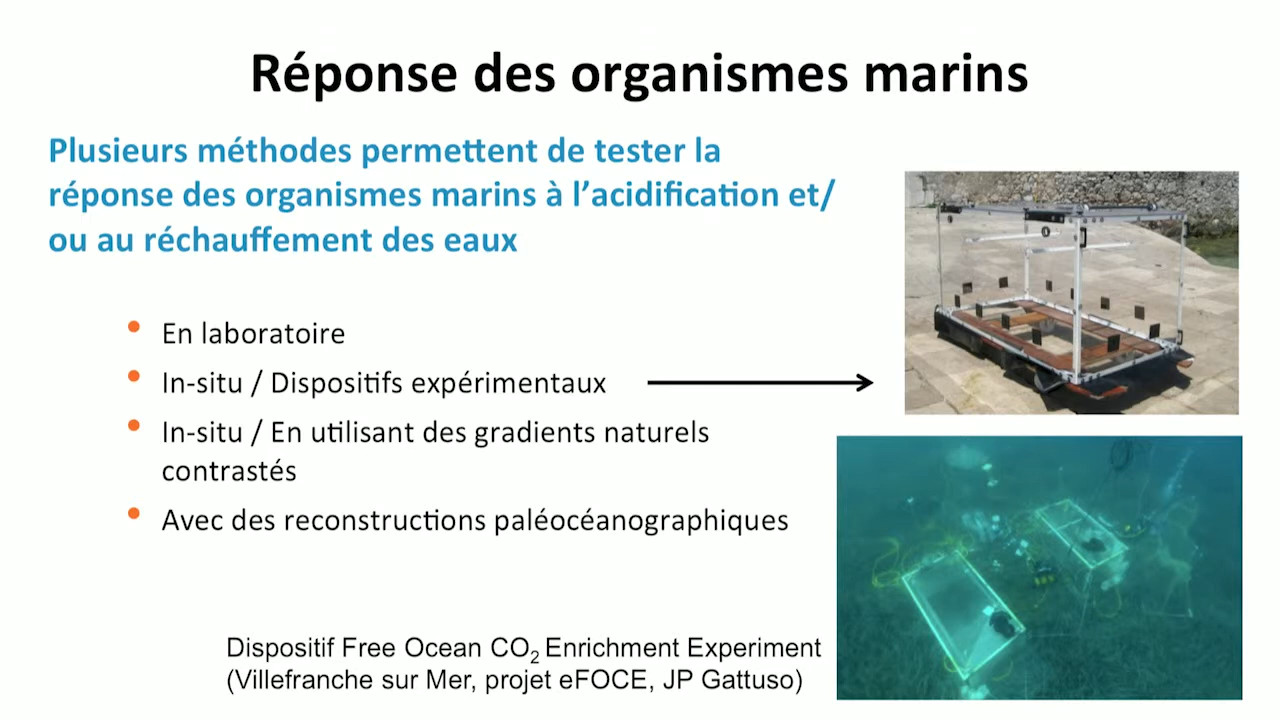 Réponse des organismes marins
Plusieurs méthodes permettent de tester la
réponse des organismes marins à l’acidification et/
ou au réchauffement des eaux
• En laboratoire
• In-situ / Dispositifs expérimentaux
• In-situ / En utilisant des gradients naturels
contrastés
• Avec des reconstructions paléocéanographiques
Dispositif Free Ocean CO₂ Enrichment Experiment
(Villefranche sur Mer, projet eFOCE, JP Gattuso)